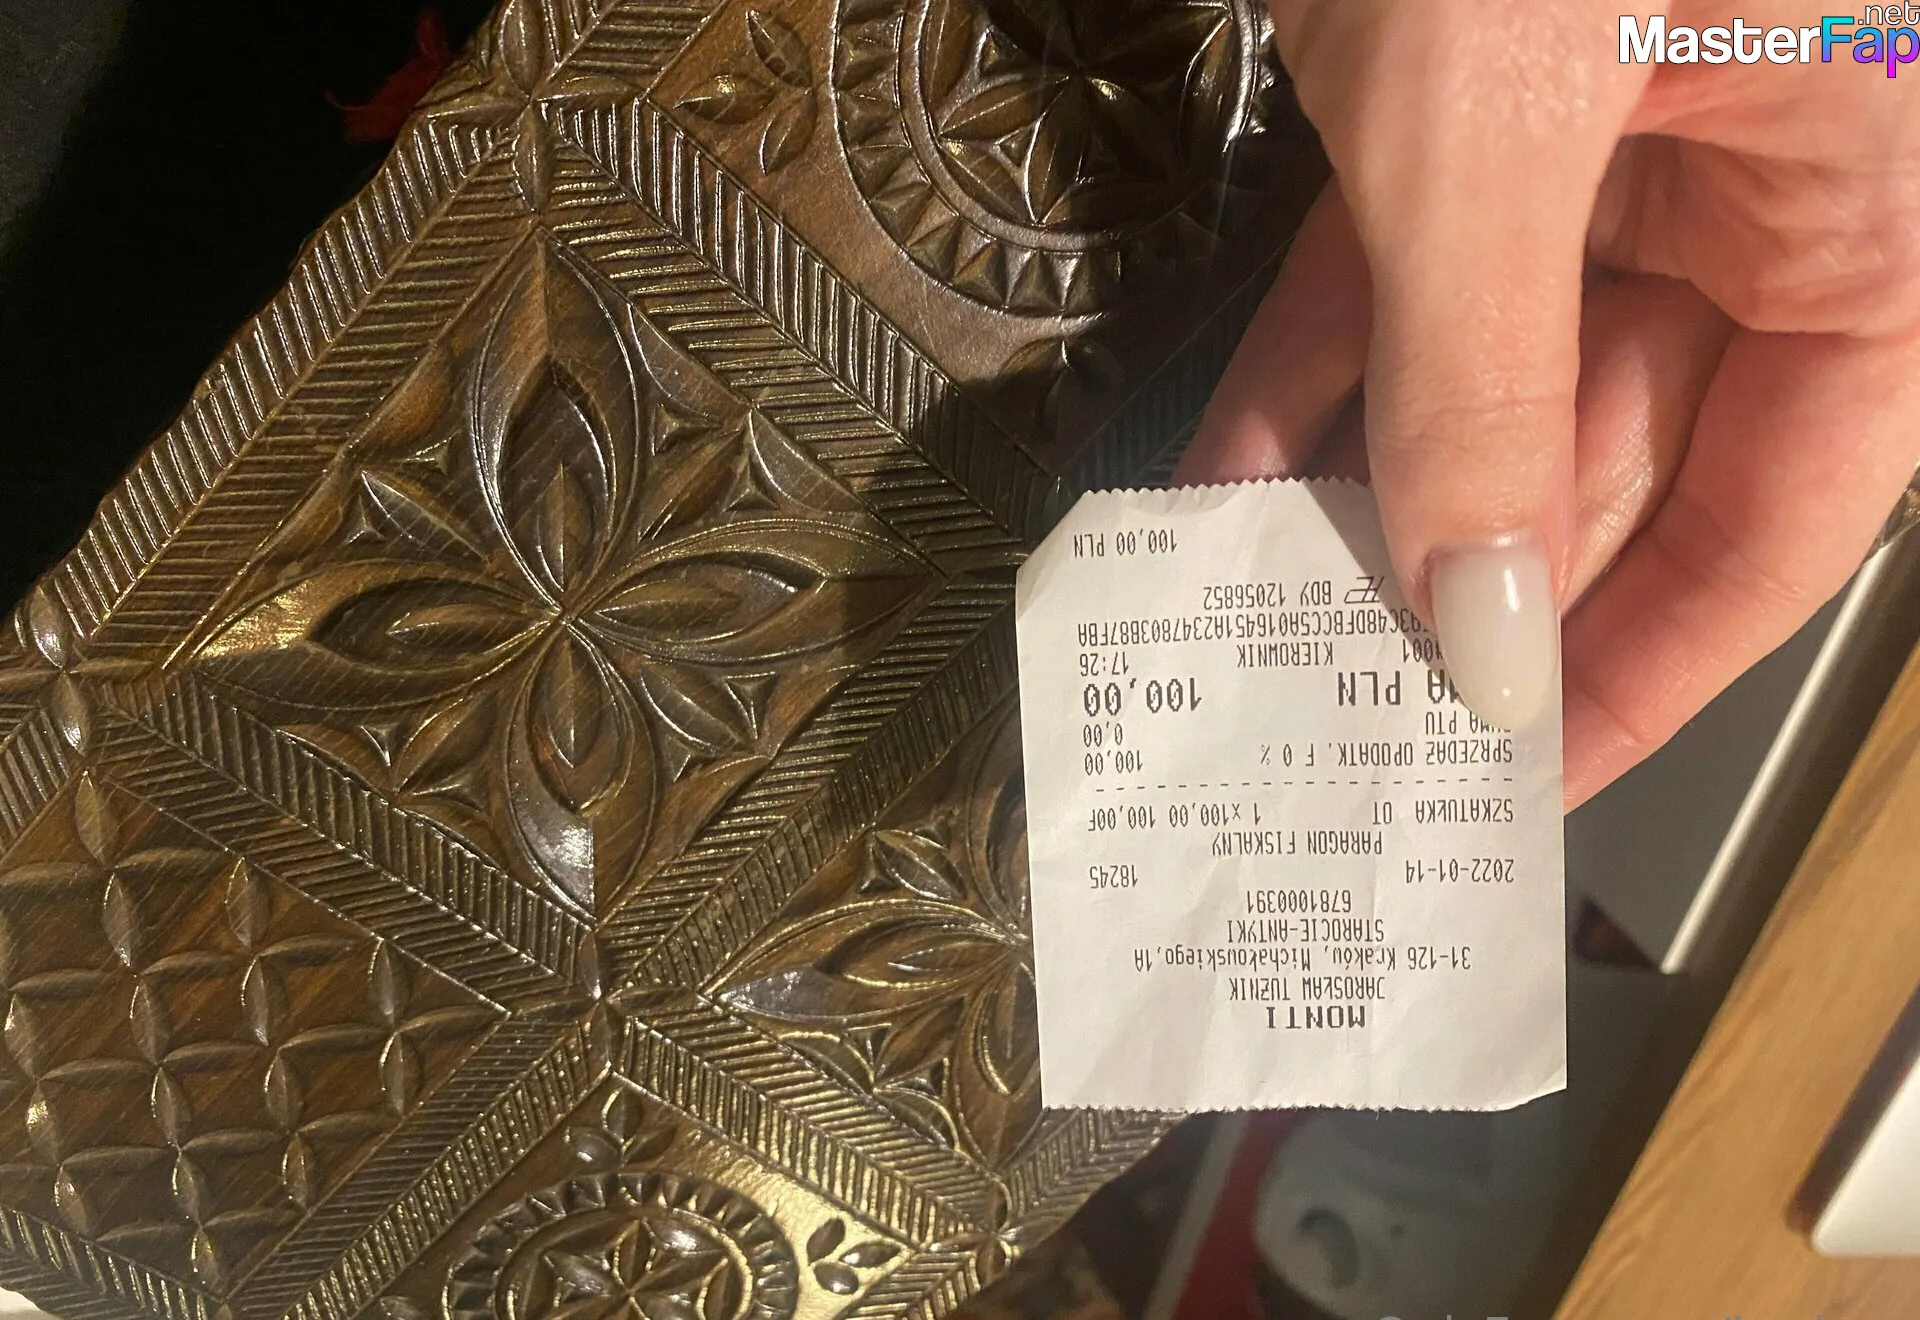 MasterFap.net
MONTI
JAROSŁAW TUŹNIK
31-126 Kraków, Michałowskiego,1A
STAROCIE-ANTYKI
6781000391
2022-01-14 18245
PARAGON FISKALNY
SZKATUŁKA OT 1 x100,00 100,00F
SPRZEDAŻ OPODATK. F 0 % 100,00
PTU 0,00
PLN 100,00
KIEROWNIK 17:26
BDY 12056852
100,00 PLN